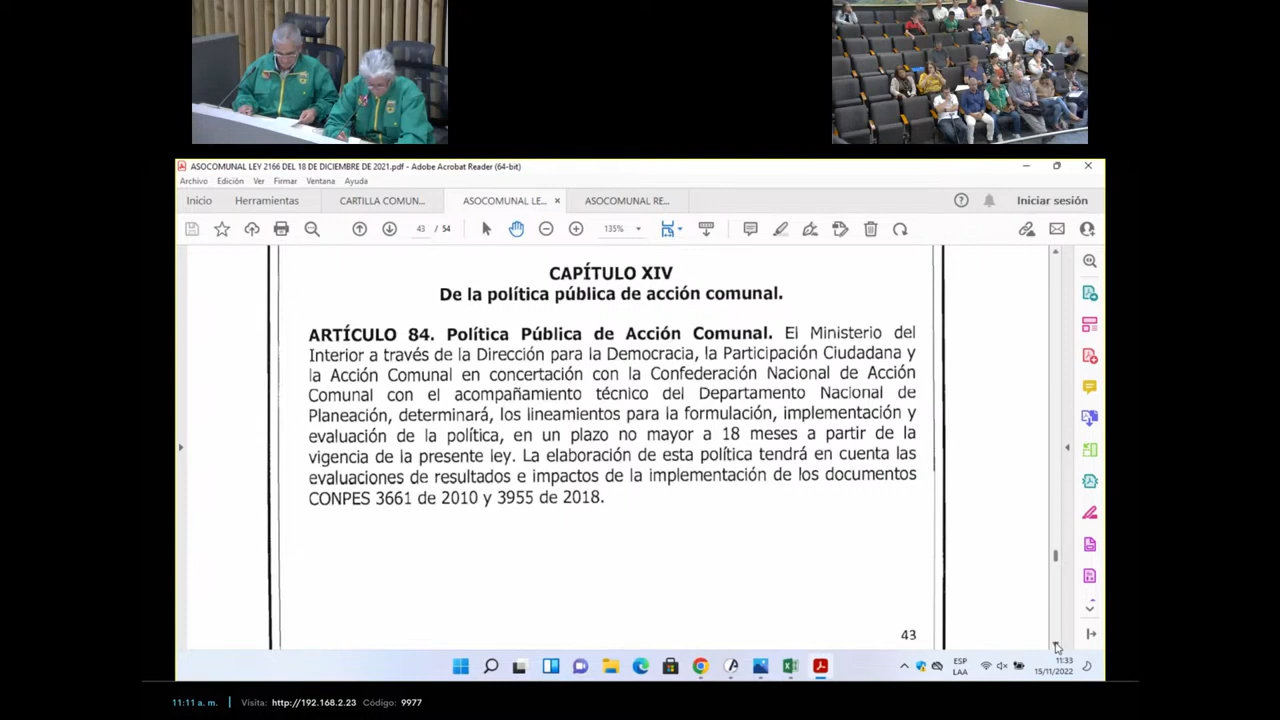 ASOCOMUNAL LEY 2166 DEL 18 DE DICIEMBRE DE 2021.pdf - Adobe Acrobat Reader (64-bit)
Archivo Edición Ver Firmar Ventana Ayuda
Inicio Herramientas CARTILLA COMUN... ASOCOMUNAL LE... × ASOCOMUNAL RE... Iniciar sesión
43 / 54 135%
CAPÍTULO XIV
De la política pública de acción comunal.
ARTÍCULO 84. Política Pública de Acción Comunal. El Ministerio del
Interior a través de la Dirección para la Democracia, la Participación Ciudadana y
la Acción Comunal en concertación con la Confederación Nacional de Acción
Comunal con el acompañamiento técnico del Departamento Nacional de
Planeación, determinará, los lineamientos para la formulación, implementación y
evaluación de la política, en un plazo no mayor a 18 meses a partir de la
vigencia de la presente ley. La elaboración de esta política tendrá en cuenta las
evaluaciones de resultados e impactos de la implementación de los documentos
CONPES 3661 de 2010 y 3955 de 2018.
43
ESP
LAA
11:33
15/11/2022
11:11 a. m. | Visita: http://192.168.2.23 Código: 9977